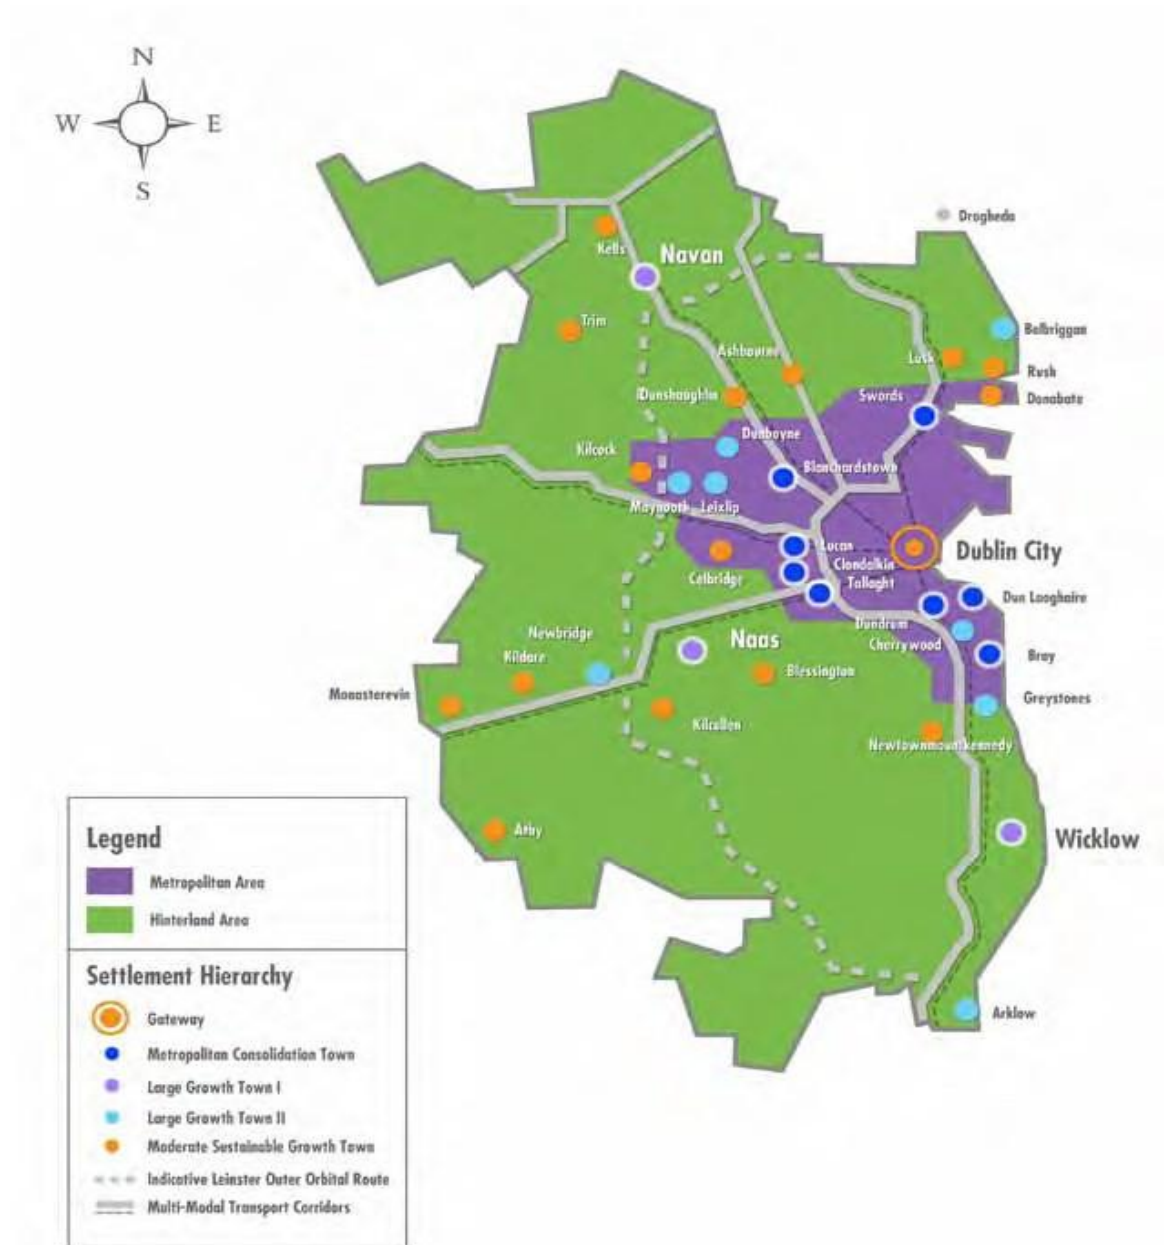 N
W E
S
Drogheda
Kells
Navan
Trim
Balbriggan
Ashbourne
Lusk
Rush
Dunshaughlin
Swords
Donabate
Dunboyne
Kilcock
Blanchardstown
Maynooth
Leixlip
Lucan
Dublin City
Clondalkin
Celbridge
Tallaght
Dun Laoghaire
Dundrum
Newbridge
Naas
Cherrywood
Kildare
Bray
Blessington
Monasterevin
Greystones
Kilcullen
Newtownmountkennedy
Athy
Wicklow
Arklow
Legend
Metropolitan Area
Hinterland Area
Settlement Hierarchy
Gateway
Metropolitan Consolidation Town
Large Growth Town I
Large Growth Town II
Moderate Sustainable Growth Town
Indicative Leinster Outer Orbital Route
Multi-Modal Transport Corridors